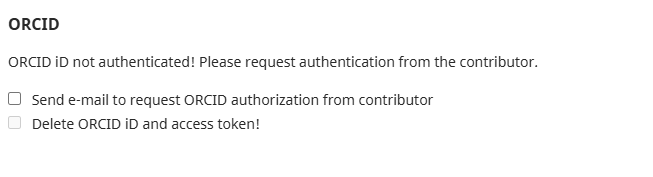 ORCID
ORCID iD not authenticated! Please request authentication from the contributor.
Send e-mail to request ORCID authorization from contributor
Delete ORCID iD and access token!